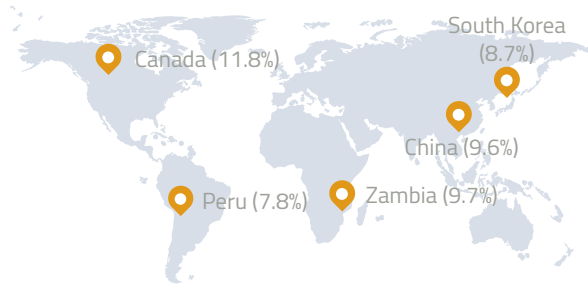 South Korea
(8.7%)
Canada (11.8%)
China (9.6%)
Peru (7.8%)
Zambia (9.7%)